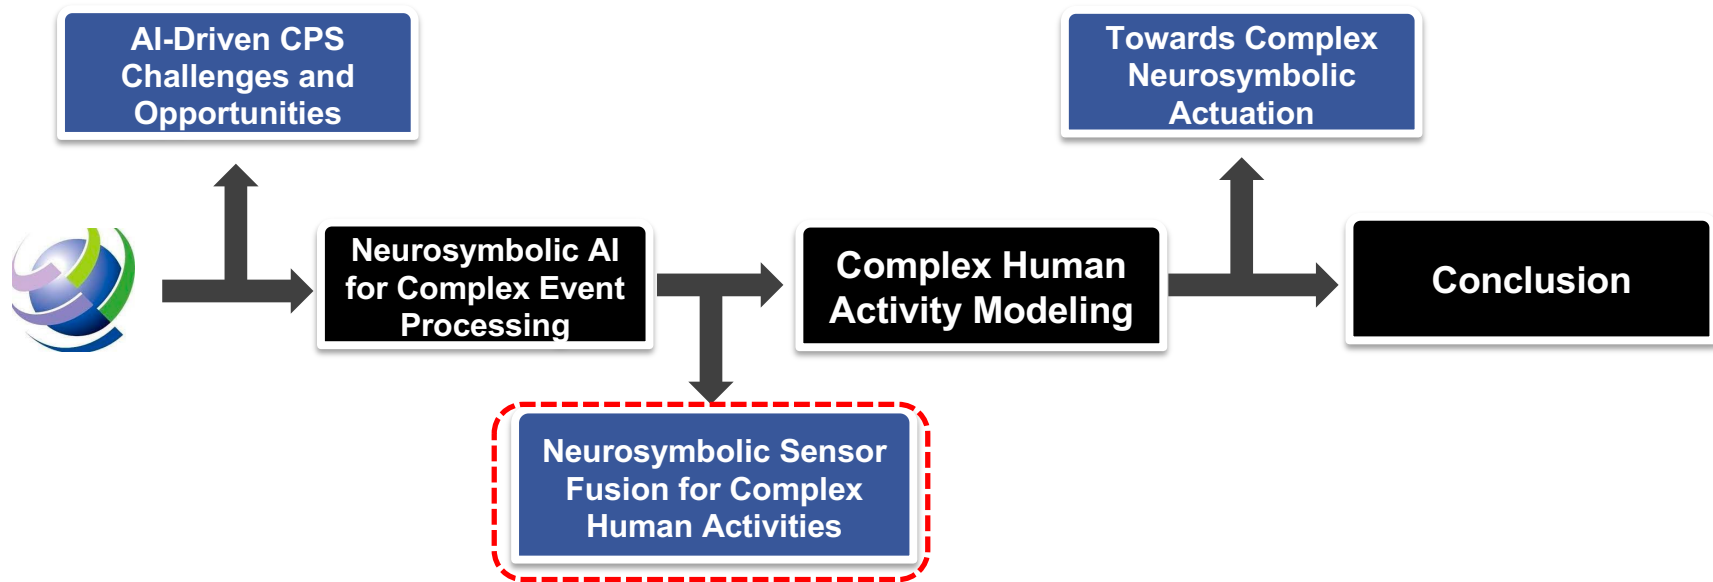 AI-Driven CPS
Challenges and
Opportunities
Neurosymbolic AI
for Complex Event
Processing
Neurosymbolic Sensor
Fusion for Complex
Human Activities
Complex Human
Activity Modeling
Towards Complex
Neurosymbolic
Actuation
Conclusion